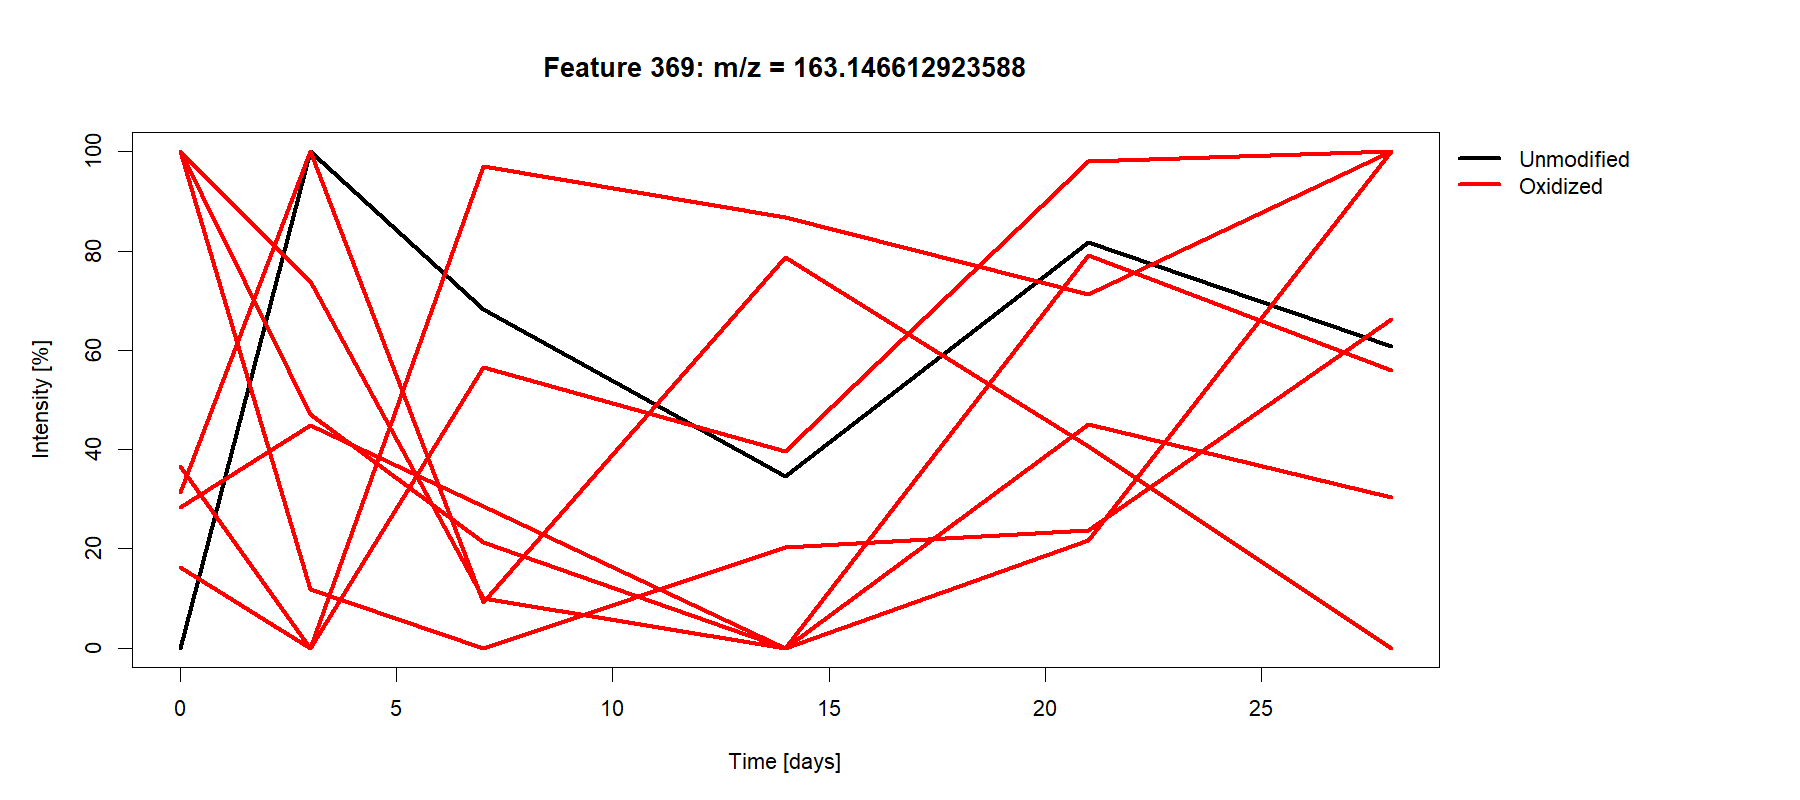 Feature 369: m/z = 163.146612923588
Unmodified
Oxidized
Intensity [%]
100
80
60
40
20
0
0 5 10 15 20 25
Time [days]